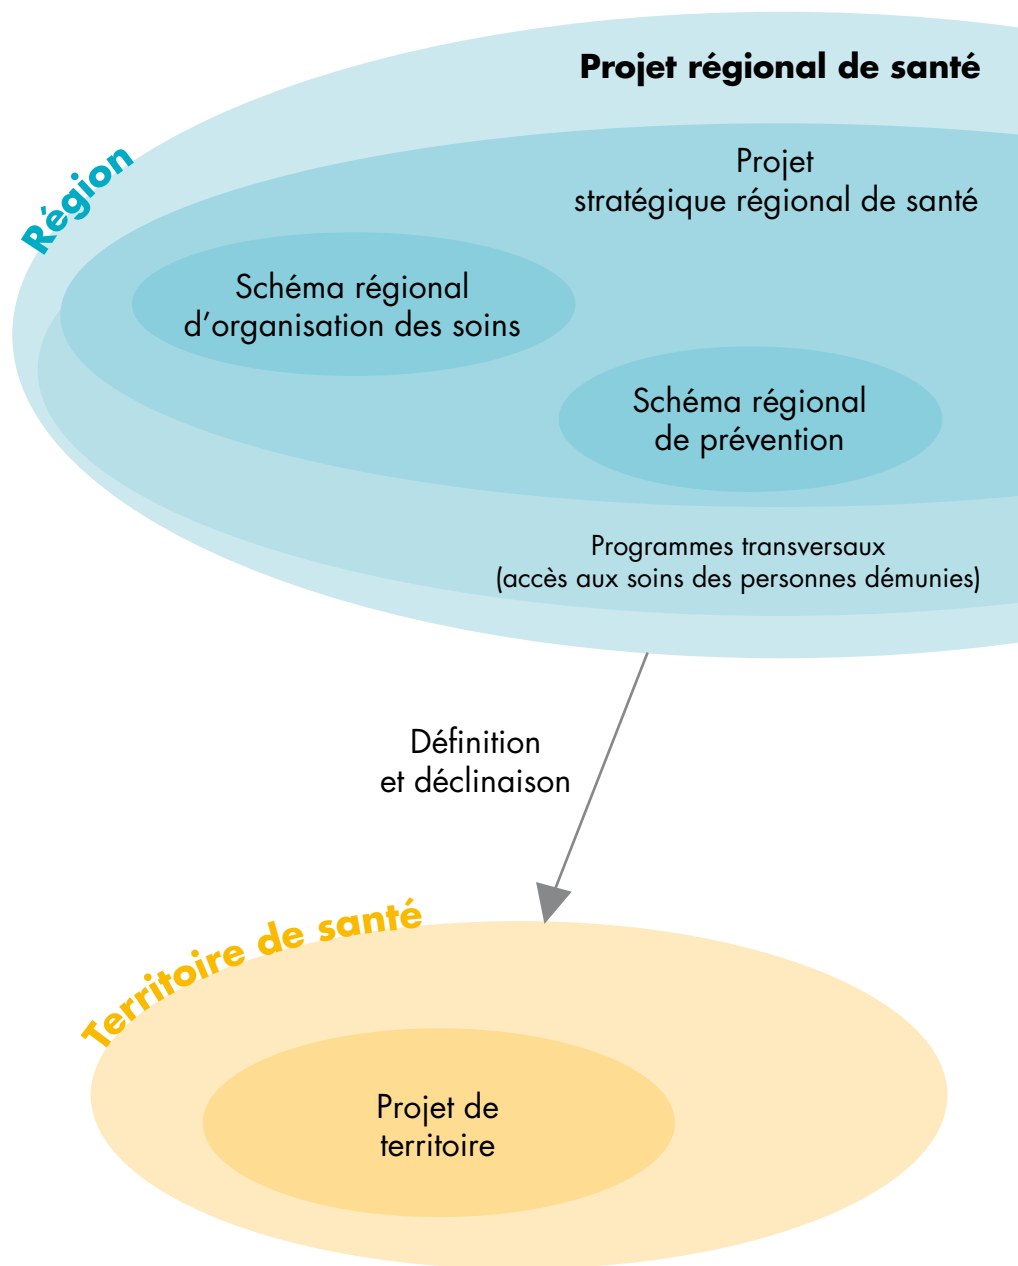 Projet régional de santé
Région
Projet
stratégique régional de santé
Schéma régional
d’organisation des soins
Schéma régional
de prévention
Programmes transversaux
(accès aux soins des personnes démunies)
Définition
et déclinaison
Territoire de santé
Projet de
territoire